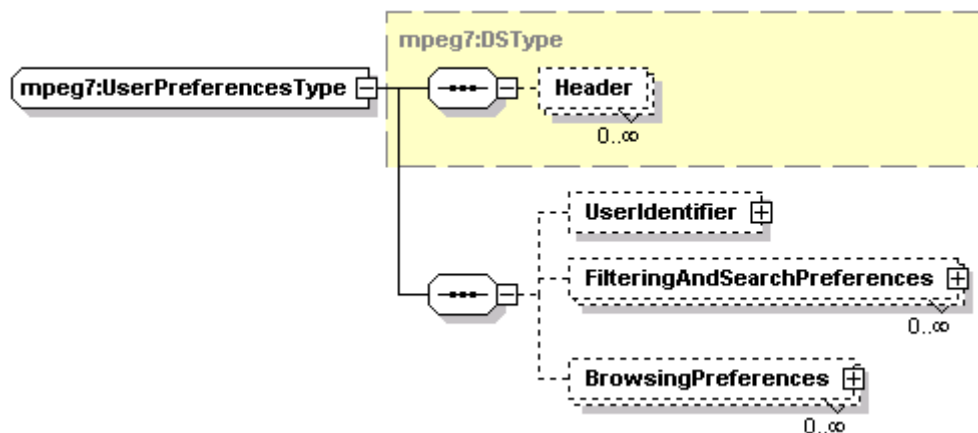 mpeg7:DSType
mpeg7:UserPreferencesType
Header
0..∞
UserIdentifier
FilteringAndSearchPreferences
0..∞
BrowsingPreferences
0..∞